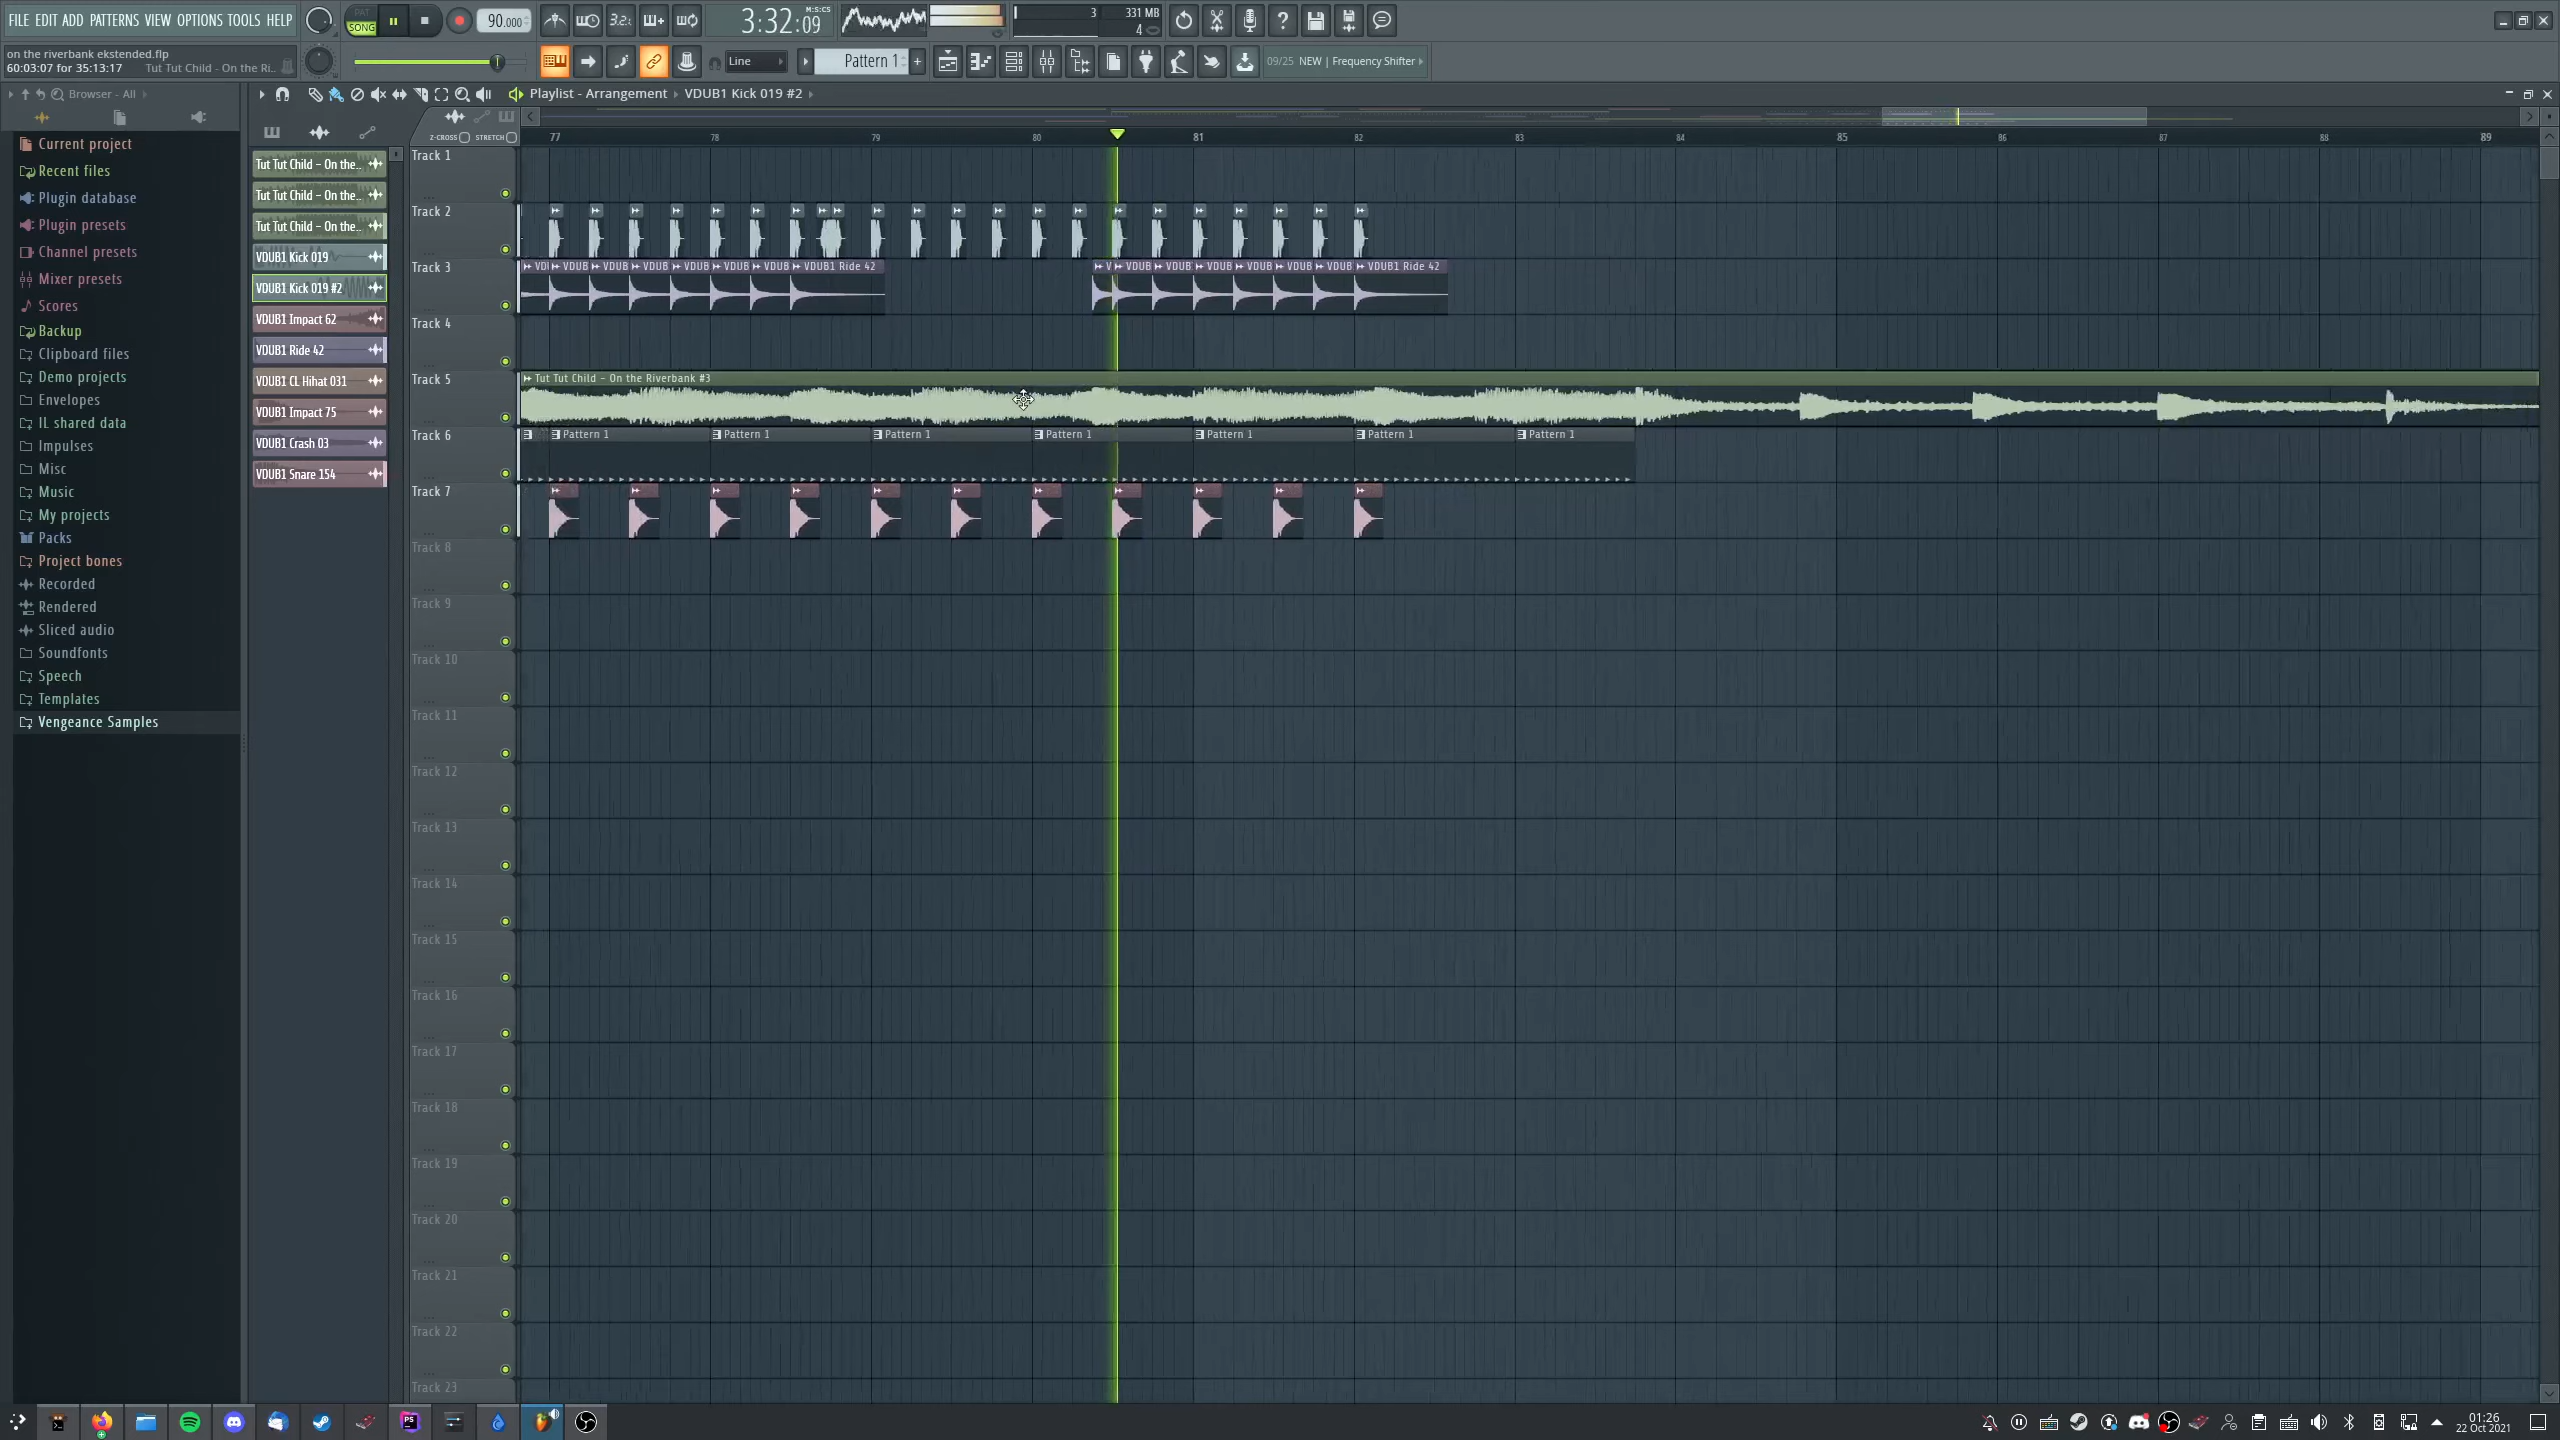 FILE EDIT ADD PATTERNS VIEW OPTIONS TOOLS HELP
PAT
SONG
90.000
3.2.
3:32:09
M:S:CS
3
331 MB
4
on the riverbank ekstended.flp
60:03:07 for 35:13:17 Tut Tut Child - On the Ri..
Line
Pattern 1
09/25 NEW | Frequency Shifter
Browser - All
Playlist - Arrangement VDUB1 Kick 019 #2
Z-CROSS STRETCH
77 78 79 80 81 82 83 84 85 86 87 88 89
Current project
Recent files
Plugin database
Plugin presets
Channel presets
Mixer presets
Scores
Backup
Clipboard files
Demo projects
Envelopes
IL shared data
Impulses
Misc
Music
My projects
Packs
Project bones
Recorded
Rendered
Sliced audio
Soundfonts
Speech
Templates
Vengeance Samples
Tut Tut Child - On the..
Tut Tut Child - On the..
Tut Tut Child - On the..
VDUB1 Kick 019
VDUB1 Kick 019 #2
VDUB1 Impact 62
VDUB1 Ride 42
VDUB1 CL Hihat 031
VDUB1 Impact 75
VDUB1 Crash 03
VDUB1 Snare 154
Track 1
Track 2
Track 3
VDUB VDUB VDUB VDUB VDUB VDUB VDUB1 Ride 42
V VDUB VDUB VDUB VDUB VDUB VDUB VDUB1 Ride 42
Track 4
Track 5
Tut Tut Child - On the Riverbank #3
Track 6
Pattern 1 Pattern 1 Pattern 1 Pattern 1 Pattern 1 Pattern 1 Pattern 1
Track 7
Track 8
Track 9
Track 10
Track 11
Track 12
Track 13
Track 14
Track 15
Track 16
Track 17
Track 18
Track 19
Track 20
Track 21
Track 22
Track 23
PS
01:26
22 Oct 2021